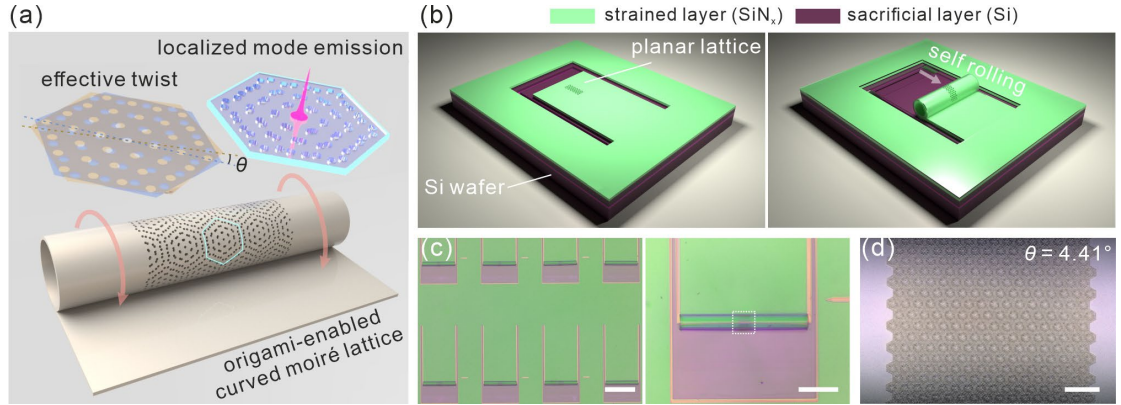 (a)
localized mode emission
effective twist
θ
origami-enabled
curved moiré lattice
(b)
strained layer (SiNₓ)
sacrificial layer (Si)
planar lattice
Si wafer
self rolling
(c)
(d)
θ = 4.41°